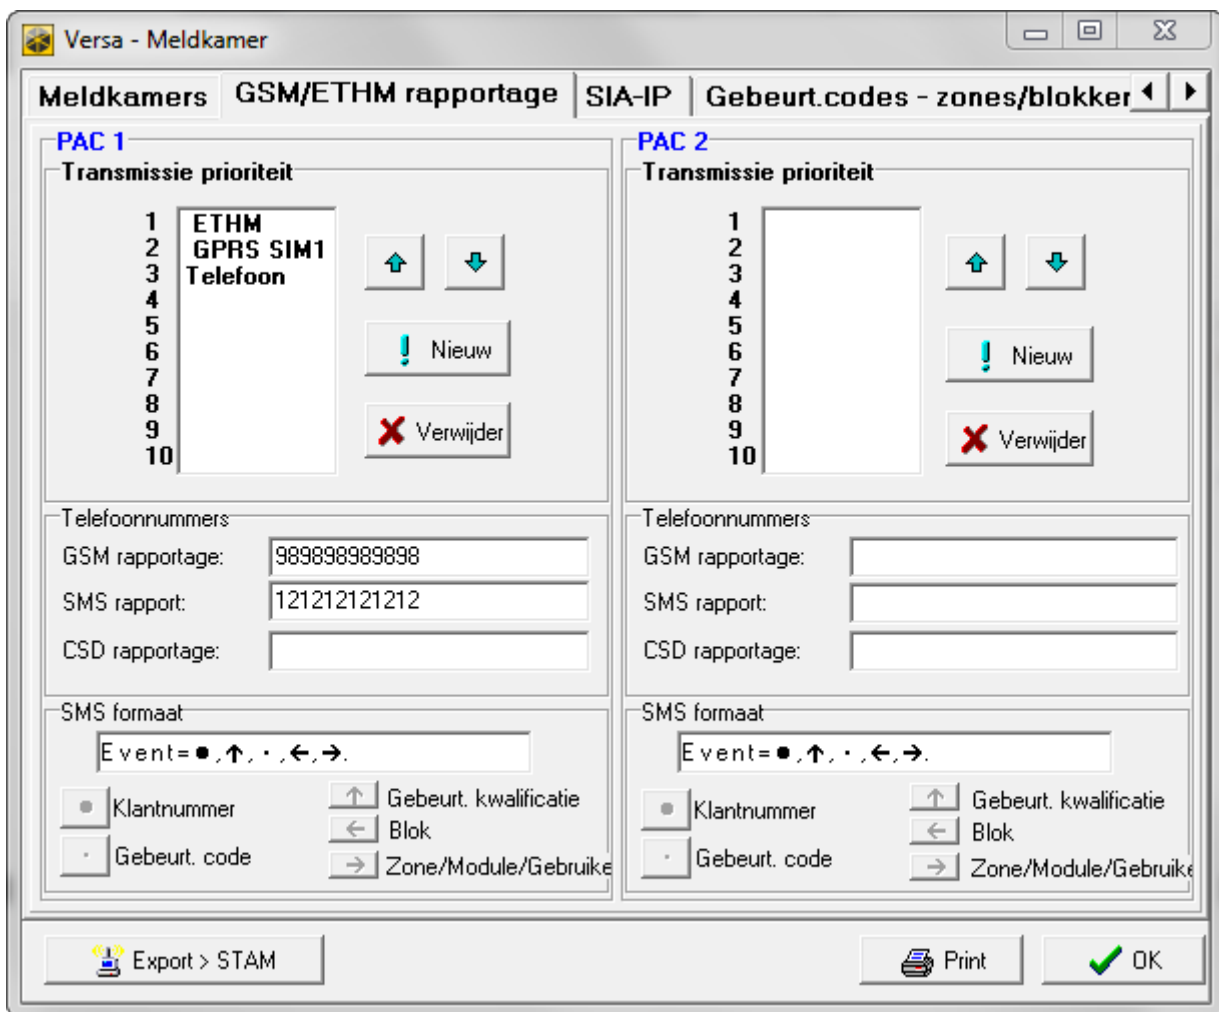 Versa - Meldkamer
Meldkamers GSM/ETHM rapportage SIA-IP Gebeurt.codes - zones/blokker
PAC 1
Transmissie prioriteit
1 ETHM
2 GPRS SIM1
3 Telefoon
4
5
6
7
8
9
10
Nieuw
Verwijder
Telefoonnummers
GSM rapportage: 989898989898
SMS rapport: 121212121212
CSD rapportage:
SMS formaat
Event=●,↑,·,←,→.
Klantnummer
Gebeurt. code
↑ Gebeurt. kwalificatie
← Blok
→ Zone/Module/Gebruike
PAC 2
Transmissie prioriteit
1
2
3
4
5
6
7
8
9
10
Nieuw
Verwijder
Telefoonnummers
GSM rapportage:
SMS rapport:
CSD rapportage:
SMS formaat
Event=●,↑,·,←,→.
Klantnummer
Gebeurt. code
↑ Gebeurt. kwalificatie
← Blok
→ Zone/Module/Gebruike
Export > STAM
Print
OK